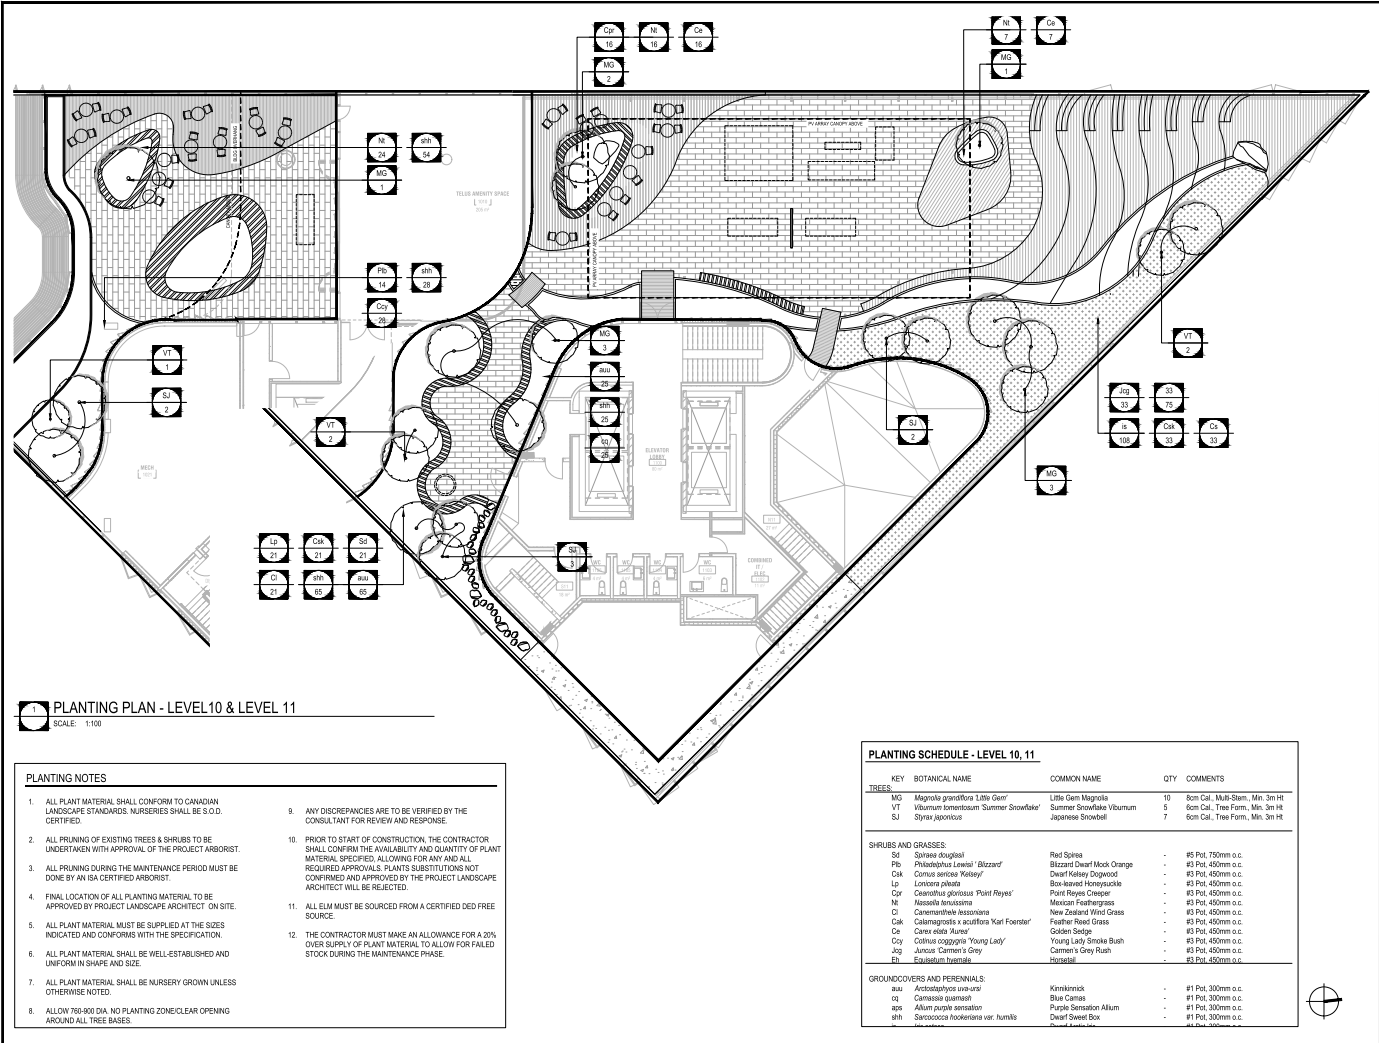 Cpr
16
Nt
16
Ce
16
MG
2
Nt
7
Ce
7
MG
1
PV ARRAY CANOPY ABOVE
BLDG OVERHANG
Nt
24
shh
54
MG
1
TELUS AMENITY SPACE
PV ARRAY CANOPY ABOVE
Plb
14
shh
28
Ccy
28
MG
3
VT
1
SJ
2
auu
25
shh
25
cq
25
VT
2
VT
2
Jcg
33
33
75
is
108
Csk
33
Cs
33
SJ
2
MG
3
MECH
ELEVATOR
LOBBY
Lp
21
Csk
21
Sd
21
Cl
21
shh
65
auu
65
SJ
3
WC
WC
WC
WC
COMBINED
IT /
ELEC
1
PLANTING PLAN - LEVEL10 & LEVEL 11
SCALE: 1:100
PLANTING NOTES
1. ALL PLANT MATERIAL SHALL CONFORM TO CANADIAN
LANDSCAPE STANDARDS. NURSERIES SHALL BE S.O.D.
CERTIFIED.
2. ALL PRUNING OF EXISTING TREES & SHRUBS TO BE
UNDERTAKEN WITH APPROVAL OF THE PROJECT ARBORIST.
3. ALL PRUNING DURING THE MAINTENANCE PERIOD MUST BE
DONE BY AN ISA CERTIFIED ARBORIST.
4. FINAL LOCATION OF ALL PLANTING MATERIAL TO BE
APPROVED BY PROJECT LANDSCAPE ARCHITECT ON SITE.
5. ALL PLANT MATERIAL MUST BE SUPPLIED AT THE SIZES
INDICATED AND CONFORMS WITH THE SPECIFICATION.
6. ALL PLANT MATERIAL SHALL BE WELL-ESTABLISHED AND
UNIFORM IN SHAPE AND SIZE.
7. ALL PLANT MATERIAL SHALL BE NURSERY GROWN UNLESS
OTHERWISE NOTED.
8. ALLOW 760-900 DIA. NO PLANTING ZONE/CLEAR OPENING
AROUND ALL TREE BASES.
9. ANY DISCREPANCIES ARE TO BE VERIFIED BY THE
CONSULTANT FOR REVIEW AND RESPONSE.
10. PRIOR TO START OF CONSTRUCTION, THE CONTRACTOR
SHALL CONFIRM THE AVAILABILITY AND QUANTITY OF PLANT
MATERIAL SPECIFIED, ALLOWING FOR ANY AND ALL
REQUIRED APPROVALS. PLANTS SUBSTITUTIONS NOT
CONFIRMED AND APPROVED BY THE PROJECT LANDSCAPE
ARCHITECT WILL BE REJECTED.
11. ALL ELM MUST BE SOURCED FROM A CERTIFIED DED FREE
SOURCE.
12. THE CONTRACTOR MUST MAKE AN ALLOWANCE FOR A 20%
OVER SUPPLY OF PLANT MATERIAL TO ALLOW FOR FAILED
STOCK DURING THE MAINTENANCE PHASE.
PLANTING SCHEDULE - LEVEL 10, 11
KEY BOTANICAL NAME COMMON NAME QTY COMMENTS
TREES:
MG Magnolia grandiflora 'Little Gem' Little Gem Magnolia 10 8cm Cal., Multi-Stem., Min. 3m Ht
VT Viburnum tomentosum 'Summer Snowflake' Summer Snowflake Viburnum 5 6cm Cal., Tree Form., Min. 3m Ht
SJ Styrax japonicus Japanese Snowbell 7 6cm Cal., Tree Form., Min. 3m Ht
SHRUBS AND GRASSES:
Sd Spiraea douglasii Red Spirea - #5 Pot, 750mm o.c.
Plb Philadelphus Lewisii ' Blizzard' Blizzard Dwarf Mock Orange - #3 Pot, 450mm o.c.
Csk Cornus sericea 'Kelseyi' Dwarf Kelsey Dogwood - #3 Pot, 450mm o.c.
Lp Lonicera pileata Box-leaved Honeysuckle - #3 Pot, 450mm o.c.
Cpr Ceanothus gloriosus 'Point Reyes' Point Reyes Creeper - #3 Pot, 450mm o.c.
Nt Nassella tenuissima Mexican Feathergrass - #3 Pot, 450mm o.c.
Cl Canemanthele lessoniana New Zealand Wind Grass - #3 Pot, 450mm o.c.
Cak Calamagrostis x acutiflora 'Karl Foerster' Feather Reed Grass - #3 Pot, 450mm o.c.
Ce Carex elata 'Aurea' Golden Sedge - #3 Pot, 450mm o.c.
Ccy Cotinus coggygria 'Young Lady' Young Lady Smoke Bush - #3 Pot, 450mm o.c.
Jcg Juncus 'Carmen's Grey Carmen's Grey Rush - #3 Pot, 450mm o.c.
Eh Equisetum hyemale Horsetail - #3 Pot, 450mm o.c.
GROUNDCOVERS AND PERENNIALS:
auu Arctostaphyos uva-ursi Kinnikinnick - #1 Pot, 300mm o.c.
cq Camassia quamash Blue Camas - #1 Pot, 300mm o.c.
aps Allium purple sensation Purple Sensation Allium - #1 Pot, 300mm o.c.
shh Sarcococca hookeriana var. humilis Dwarf Sweet Box - #1 Pot, 300mm o.c.